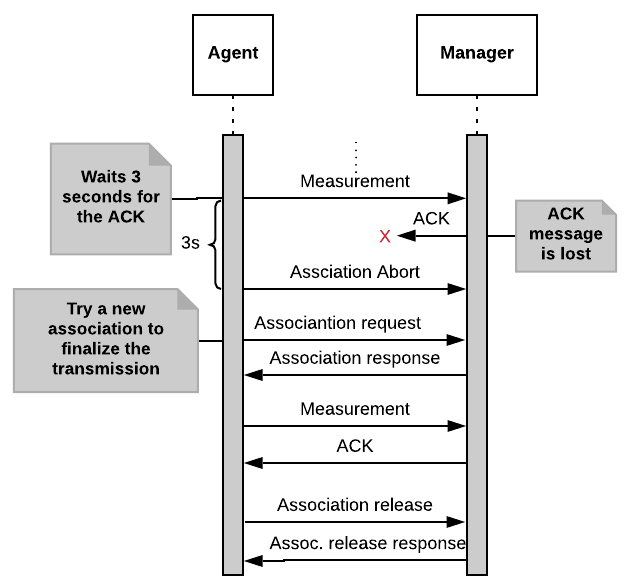 Agent
Manager
Waits 3
seconds for
the ACK
Measurement
ACK
X
ACK
message
is lost
3s
Assciation Abort
Try a new
association to
finalize the
transmission
Associantion request
Association response
Measurement
ACK
Association release
Assoc. release response